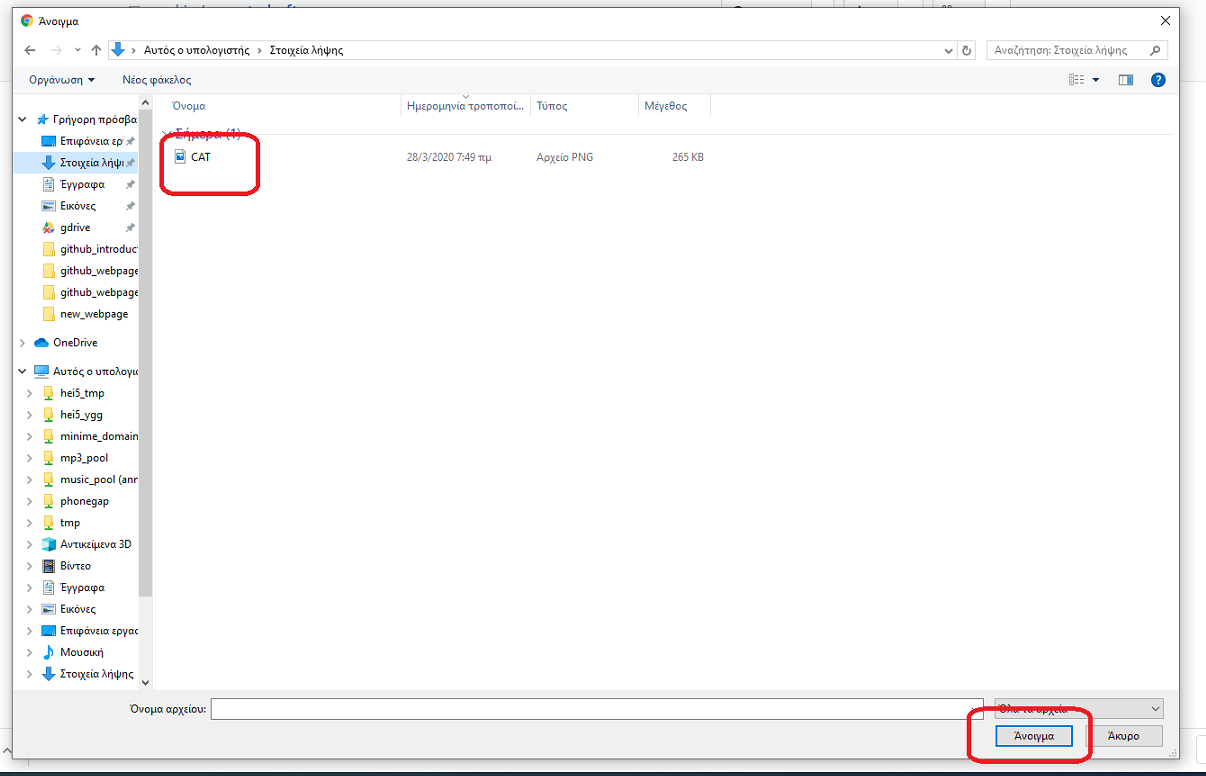 Άνοιγμα
Αυτός ο υπολογιστής > Στοιχεία λήψης
Αναζήτηση: Στοιχεία λήψης
Οργάνωση
Νέος φάκελος
Όνομα
Ημερομηνία τροποποί...
Τύπος
Μέγεθος
Σήμερα (1)
CAT
28/3/2020 7:49 πμ
Αρχείο PNG
265 KB
Γρήγορη πρόσβα
Επιφάνεια εργ
Στοιχεία λήψι
Έγγραφα
Εικόνες
gdrive
github_introduct
github_webpage
github_webpage
new_webpage
OneDrive
Αυτός ο υπολογισ
hei5_tmp
hei5_ygg
minime_domain
mp3_pool
music_pool (anr
phonegap
tmp
Αντικείμενα 3D
Βίντεο
Έγγραφα
Εικόνες
Επιφάνεια εργασ
Μουσική
Στοιχεία λήψης
Όνομα αρχείου:
Όλα τα αρχεία
Άνοιγμα
Άκυρο